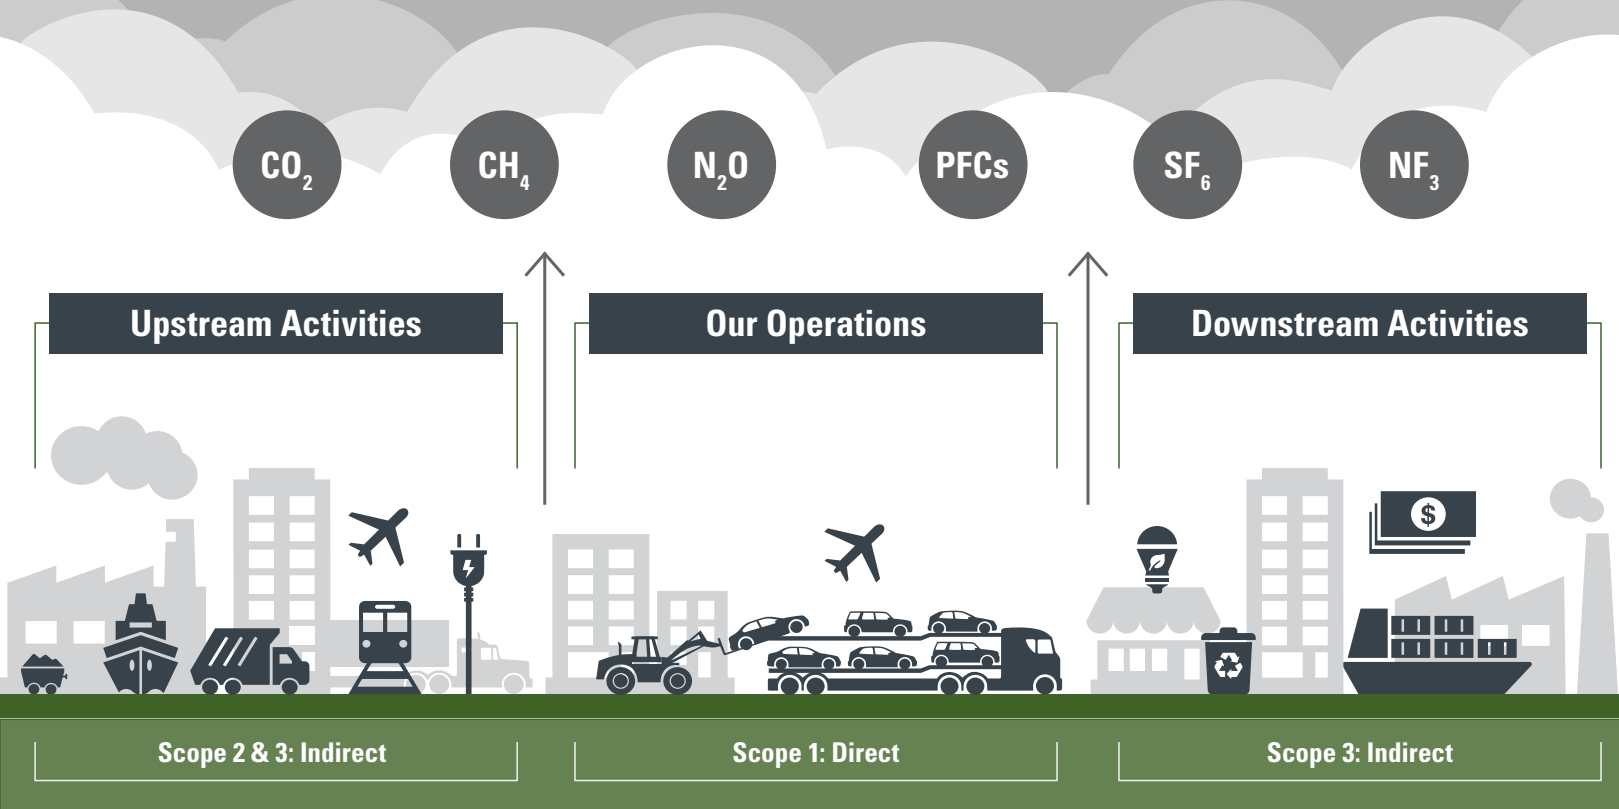 CO₂
CH₄
N₂O
PFCs
SF₆
NF₃
Upstream Activities
Our Operations
Downstream Activities
$
Scope 2 & 3: Indirect
Scope 1: Direct
Scope 3: Indirect